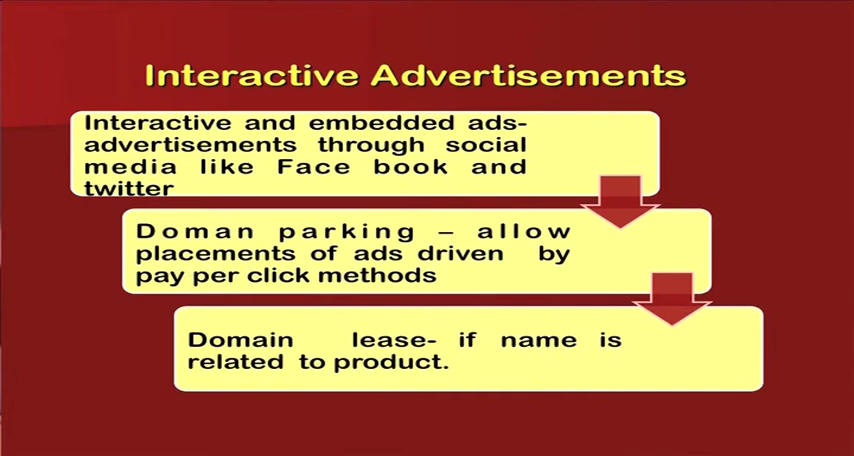 Interactive Advertisements
Interactive and embedded ads-
advertisements through social
media like Face book and
twitter
Doman parking – allow
placements of ads driven by
pay per click methods
Domain lease- if name is
related to product.